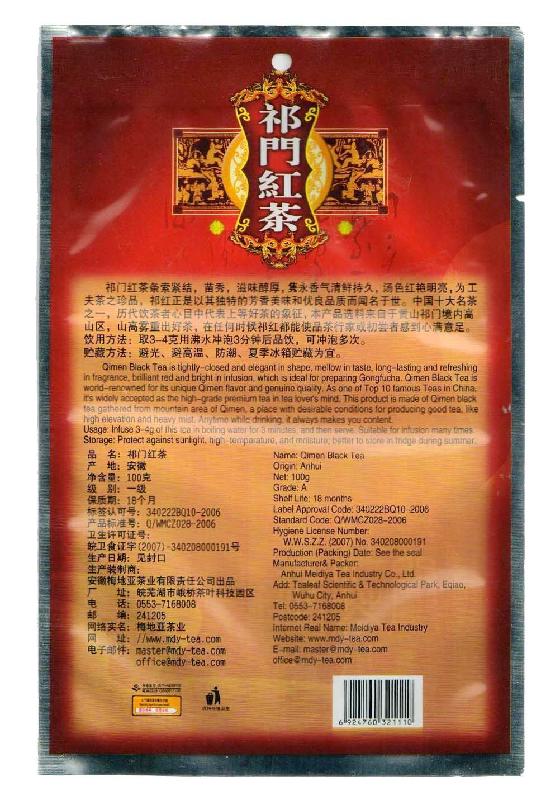 祁門紅茶
祁门红茶条索紧结，苗秀，滋味醇厚，隽永香气清鲜持久，汤色红艳明亮，为工
夫茶之珍品，祁红正是以其独特的芳香美味和优良品质而闻名于世。中国十大名茶
之一，历代饮茶者心目中代表上等好茶的象征，本产品选料来自于黄山祁门境内高
山区，山高雾重出好茶，在任何时候祁红都能使品茶行家或初尝者感到心满意足。
饮用方法：取3-4克用沸水冲泡3分钟后品饮，可冲泡多次。
贮藏方法：避光、避高温、防潮、夏季冰箱贮藏为宜。
Qimen Black Tea is tightly-closed and elegant in shape, mellow in taste, long-lasting and refreshing
in fragrance, brilliant red and bright in infusion, which is ideal for preparing Gongfucha. Qimen Black Tea is
world-renowned for its unique Qimen flavor and genuine quality. As one of Top 10 famous Teas in China,
it's widely accepted as the high-grade premium tea in tea lover's mind. This product is made of Qimen black
tea gathered from mountain area of Qimen, a place with desirable conditions for producing good tea, like
high elevation and heavy mist. Anytime while drinking, it always makes you content.
Usage: Infuse 3-4g of this tea in boiling water for 3 minutes, and then serve. Suitable for infusion many times.
Storage: Protect against sunlight, high-temperature, and moisture; better to store in fridge during summer.
品　名：祁门红茶
产　地：安徽
净含量：100克
级　别：一级
保质期：18个月
标签认可号：340222BQ10-2006
产品标准号：Q/WMCZ028-2006
卫生许可证号：
皖卫食证字(2007)-340208000191号
生产日期：见封口
生产装制商：
安徽梅地亚茶业有限责任公司出品
厂　址：皖芜湖市峨桥茶叶科技园区
电　话：0553-7168008
邮　编：241205
网络实名：梅地亚茶业
网　址：//www.mdy-tea.com
电子邮件：master@mdy-tea.com
office@mdy-tea.com
Name: Qimen Black Tea
Origin: Anhui
Net: 100g
Grade: A
Shelf Life: 18 months
Label Approval Code: 340222BQ10-2006
Standard Code: Q/WMCZ028-2006
Hygiene License Number:
W.W.S.Z.Z. (2007) No. 340208000191
Production (Packing) Date: See the seal
Manufacturer& Packer:
Anhui Meidiya Tea Industry Co., Ltd.
Add: Tealeaf Scientific & Technological Park, Eqiao,
Wuhu City, Anhui
Tel: 0553-7168008
Postcode: 241205
Internet Real Name: Meidiya Tea Industry
Website: www.mdy-tea.com
E-mail: master@mdy-tea.com
office@mdy-tea.com
6 924760 321110